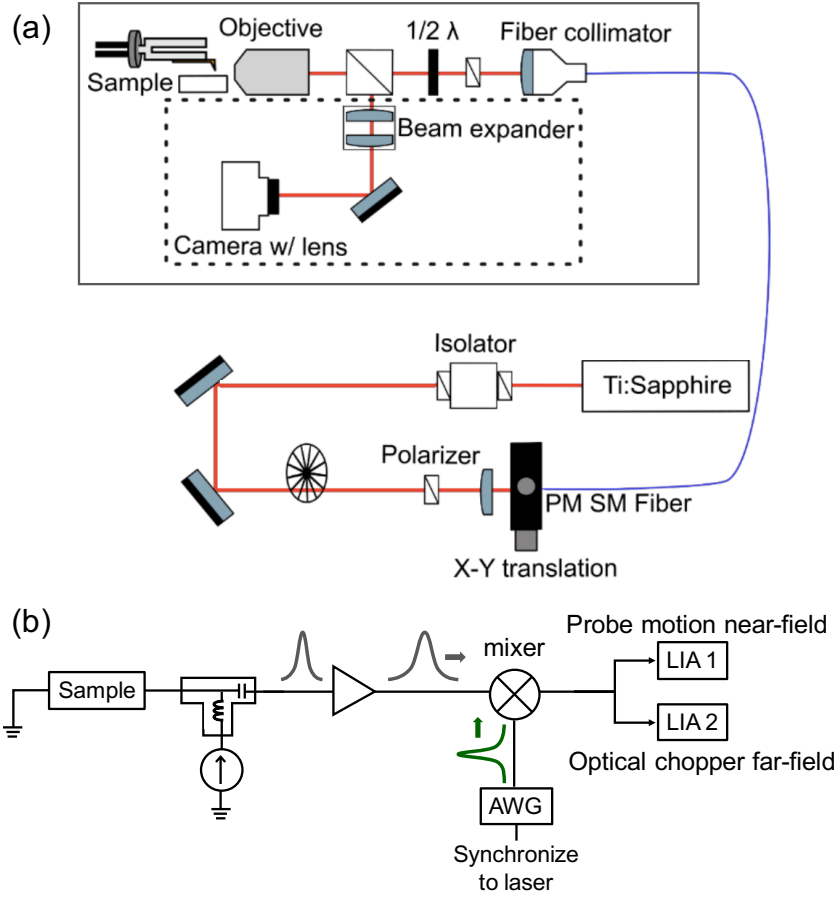 (a)
Objective
1/2 λ
Fiber collimator
Sample
Beam expander
Camera w/ lens
Isolator
Ti:Sapphire
Polarizer
PM SM Fiber
X-Y translation
(b)
Probe motion near-field
mixer
LIA 1
Sample
LIA 2
Optical chopper far-field
AWG
Synchronize
to laser